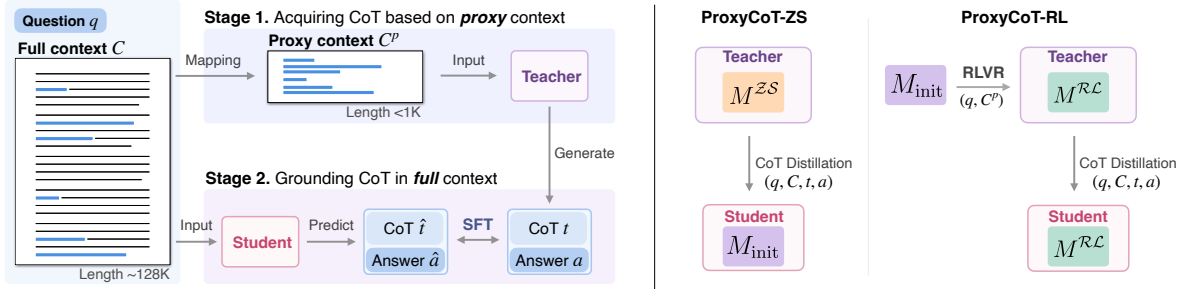 Question q
Full context C
Length ~128K
Stage 1. Acquiring CoT based on proxy context
Mapping
Proxy context C^p
Length <1K
Input
Teacher
Generate
Stage 2. Grounding CoT in full context
Input
Student
Predict
CoT t̂
Answer â
SFT
CoT t
Answer a
ProxyCoT-ZS
Teacher
M^ZS
CoT Distillation
(q, C, t, a)
Student
M_init
ProxyCoT-RL
M_init
RLVR
(q, C^p)
Teacher
M^RL
CoT Distillation
(q, C, t, a)
Student
M^RL